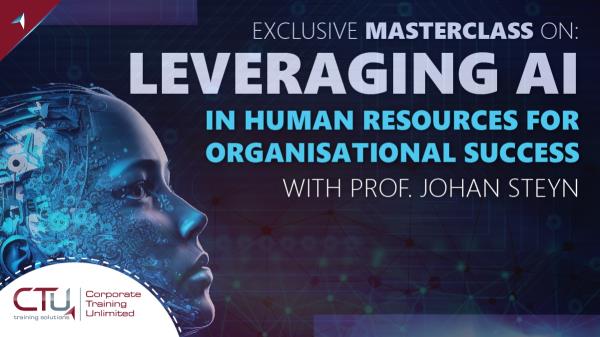 EXCLUSIVE MASTERCLASS ON:
LEVERAGING AI
IN HUMAN RESOURCES FOR
ORGANISATIONAL SUCCESS
WITH PROF. JOHAN STEYN
CTU
training solutions
Corporate
Training
Unlimited